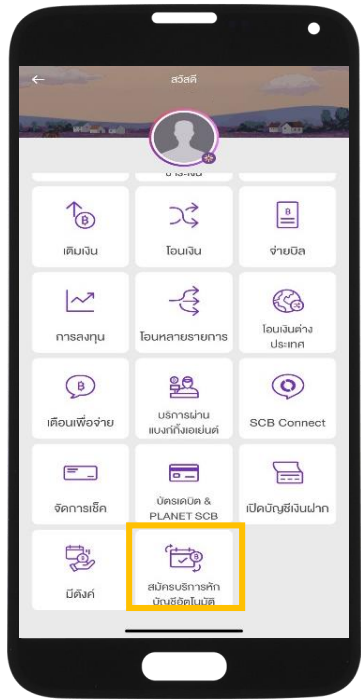 สวัสดี
เติมเงิน
โอนเงิน
จ่ายบิล
การลงทุน
โอนหลายรายการ
โอนเงินต่าง
ประเทศ
เตือนเพื่อจ่าย
บริการผ่าน
แบงก์กิ้งเอเย่นต์
SCB Connect
จัดการเช็ค
บัตรเดบิต &
PLANET SCB
เปิดบัญชีเงินฝาก
มีตังค์
สมัครบริการหัก
บัญชีอัตโนมัติ